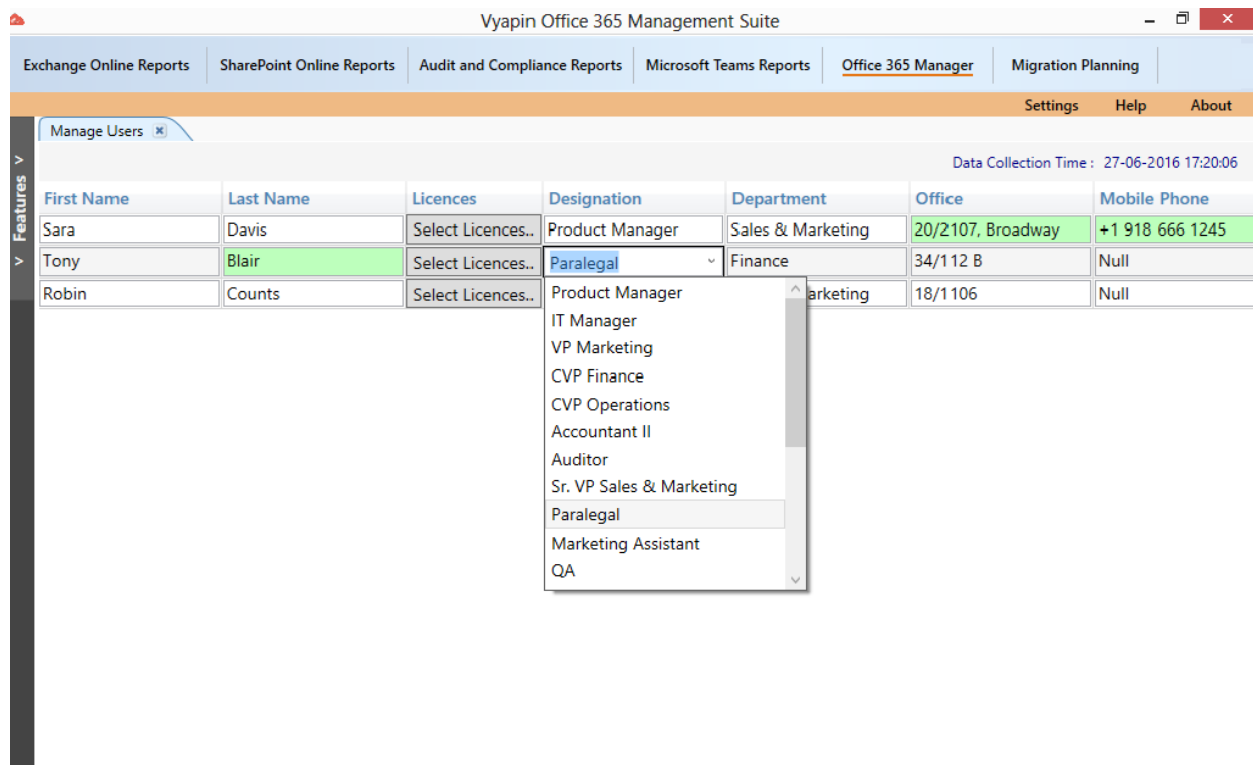 Vyapin Office 365 Management Suite
Exchange Online Reports SharePoint Online Reports Audit and Compliance Reports Microsoft Teams Reports Office 365 Manager Migration Planning
Settings Help About
Manage Users
Data Collection Time : 27-06-2016 17:20:06
Features
First Name Last Name Licences Designation Department Office Mobile Phone
Sara Davis Select Licences.. Product Manager Sales & Marketing 20/2107, Broadway +1 918 666 1245
Tony Blair Select Licences.. Paralegal Finance 34/112 B Null
Robin Counts Select Licences.. arketing 18/1106 Null
Product Manager
IT Manager
VP Marketing
CVP Finance
CVP Operations
Accountant II
Auditor
Sr. VP Sales & Marketing
Paralegal
Marketing Assistant
QA